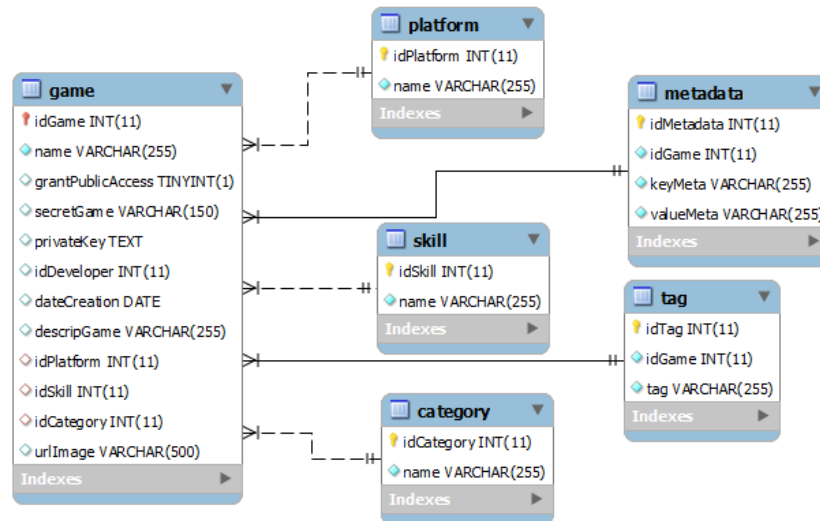 game
idGame INT(11)
name VARCHAR(255)
grantPublicAccess TINYINT(1)
secretGame VARCHAR(150)
privateKey TEXT
idDeveloper INT(11)
dateCreation DATE
descripGame VARCHAR(255)
idPlatform INT(11)
idSkill INT(11)
idCategory INT(11)
urlImage VARCHAR(500)
Indexes
platform
idPlatform INT(11)
name VARCHAR(255)
Indexes
metadata
idMetadata INT(11)
idGame INT(11)
keyMeta VARCHAR(255)
valueMeta VARCHAR(255)
Indexes
skill
idSkill INT(11)
name VARCHAR(255)
Indexes
tag
idTag INT(11)
idGame INT(11)
tag VARCHAR(255)
Indexes
category
idCategory INT(11)
name VARCHAR(255)
Indexes